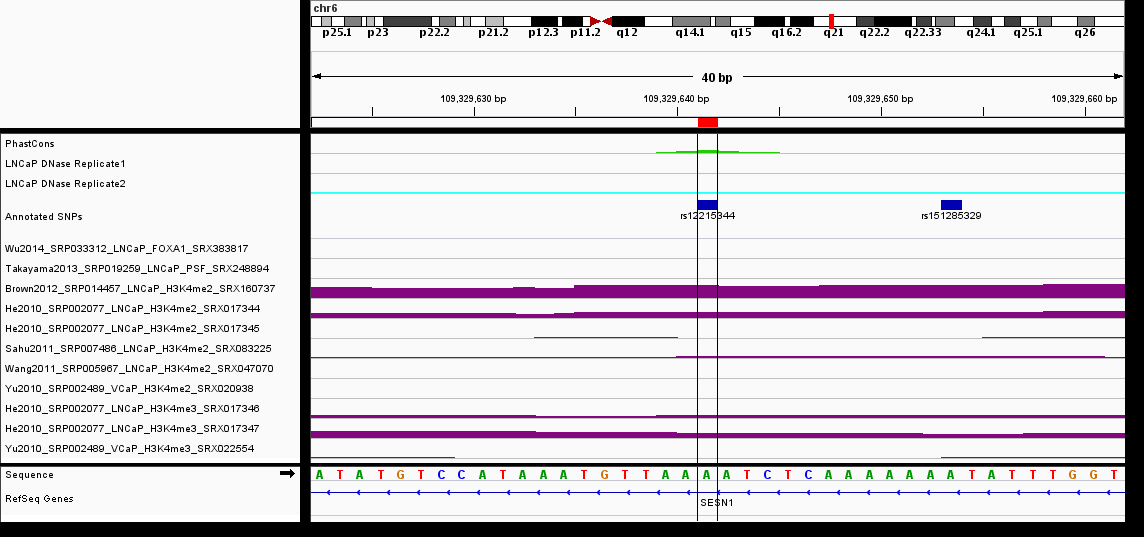 chr6
p25.1 p23 p22.2 p21.2 p12.3 p11.2 q12 q14.1 q15 q16.2 q21 q22.2 q22.33 q24.1 q25.1 q26
40 bp
109,329,630 bp 109,329,640 bp 109,329,650 bp 109,329,660 bp
PhastCons
LNCaP DNase Replicate1
LNCaP DNase Replicate2
Annotated SNPs rs12215344 rs151285329
Wu2014_SRP033312_LNCaP_FOXA1_SRX383817
Takayama2013_SRP019259_LNCaP_PSF_SRX248894
Brown2012_SRP014457_LNCaP_H3K4me2_SRX160737
He2010_SRP002077_LNCaP_H3K4me2_SRX017344
He2010_SRP002077_LNCaP_H3K4me2_SRX017345
Sahu2011_SRP007486_LNCaP_H3K4me2_SRX083225
Wang2011_SRP005967_LNCaP_H3K4me2_SRX047070
Yu2010_SRP002489_VCaP_H3K4me2_SRX020938
He2010_SRP002077_LNCaP_H3K4me3_SRX017346
He2010_SRP002077_LNCaP_H3K4me3_SRX017347
Yu2010_SRP002489_VCaP_H3K4me3_SRX022554
Sequence A T A T G T C C A T A A A T G T T A A A A T C T C A A A A A A A T A T T T G G T
RefSeq Genes
SESN1